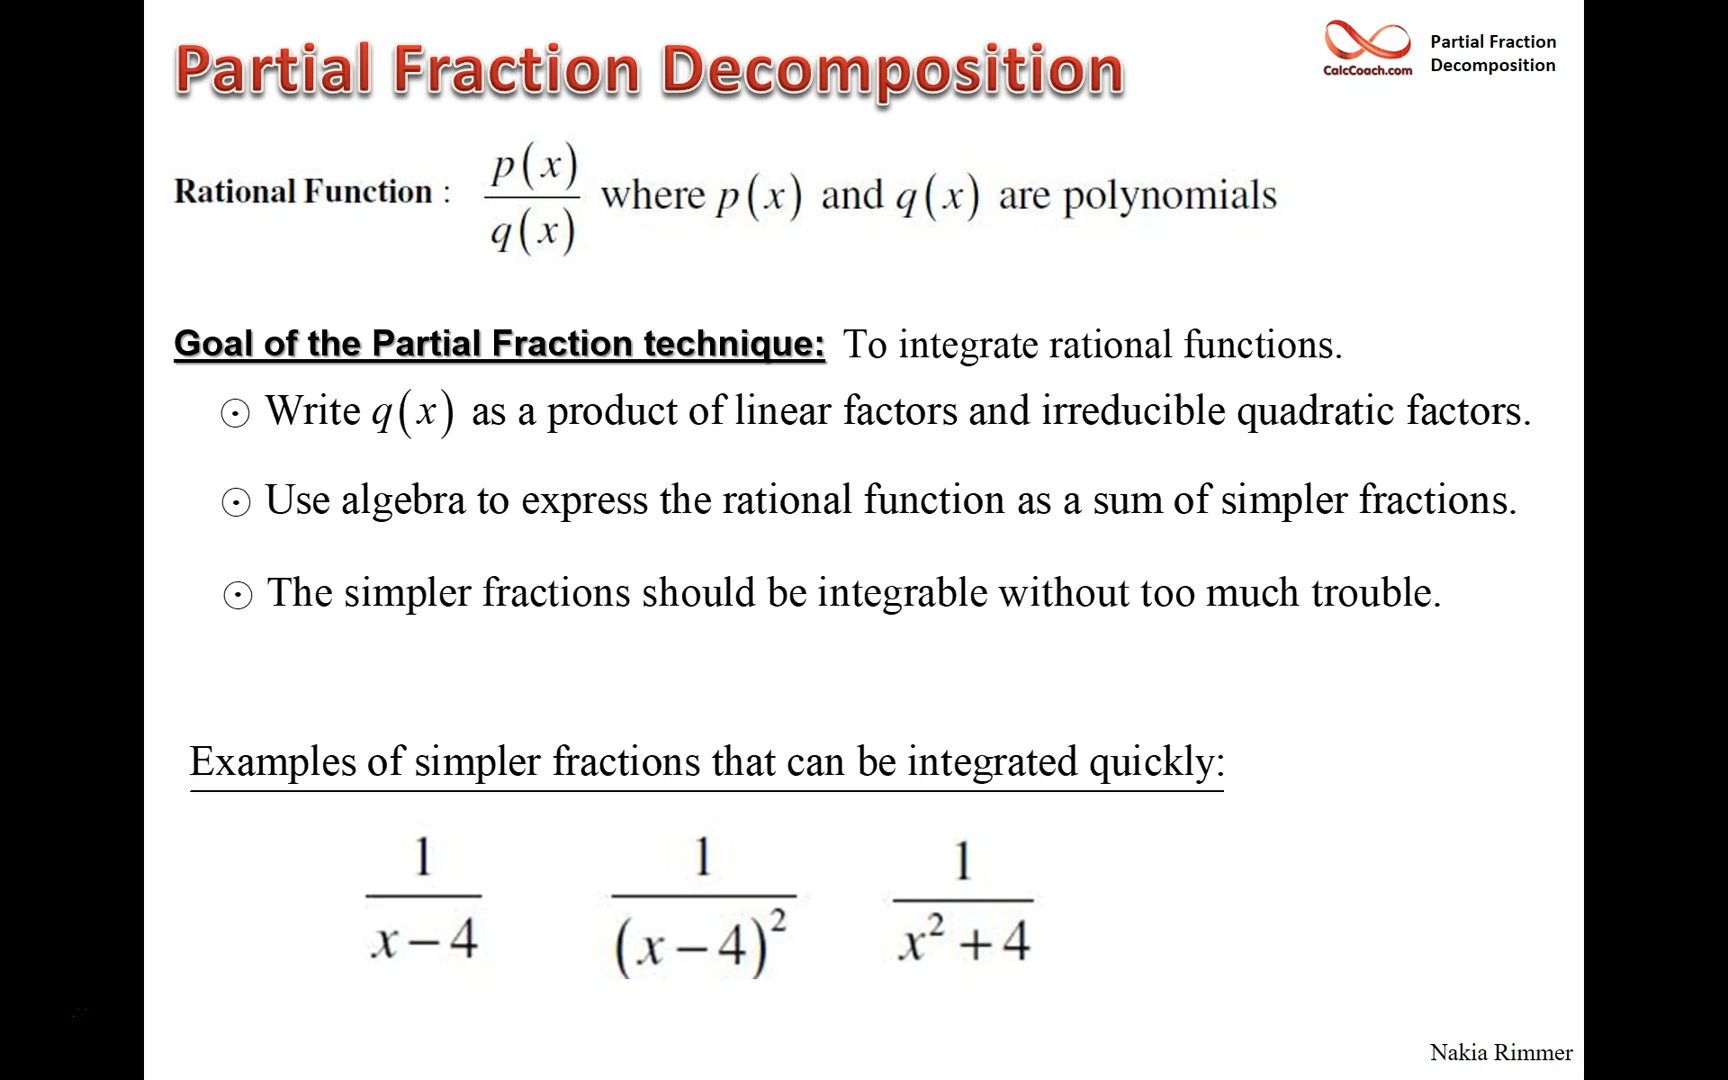 Partial Fraction Decomposition
CalcCoach.com
Partial Fraction
Decomposition
Rational Function : p(x)/q(x) where p(x) and q(x) are polynomials
Goal of the Partial Fraction technique: To integrate rational functions.
⊙ Write q(x) as a product of linear factors and irreducible quadratic factors.
⊙ Use algebra to express the rational function as a sum of simpler fractions.
⊙ The simpler fractions should be integrable without too much trouble.
Examples of simpler fractions that can be integrated quickly:
1/(x−4) 1/(x−4)² 1/(x²+4)
Nakia Rimmer